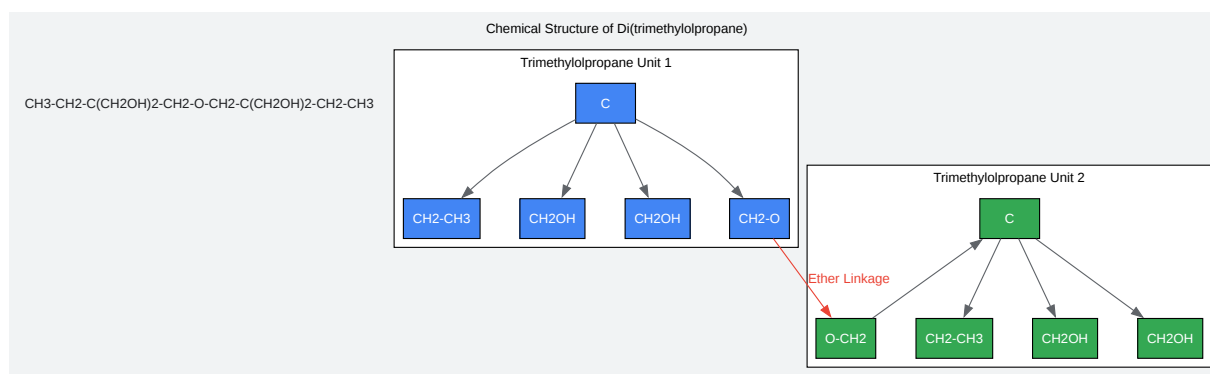 Chemical Structure of Di(trimethylolpropane)
Trimethylolpropane Unit 1
C
CH3-CH2-C(CH2OH)2-CH2-O-CH2-C(CH2OH)2-CH2-CH3
CH2-CH3
CH2OH
CH2OH
CH2-O
Trimethylolpropane Unit 2
C
Ether Linkage
O-CH2
CH2-CH3
CH2OH
CH2OH